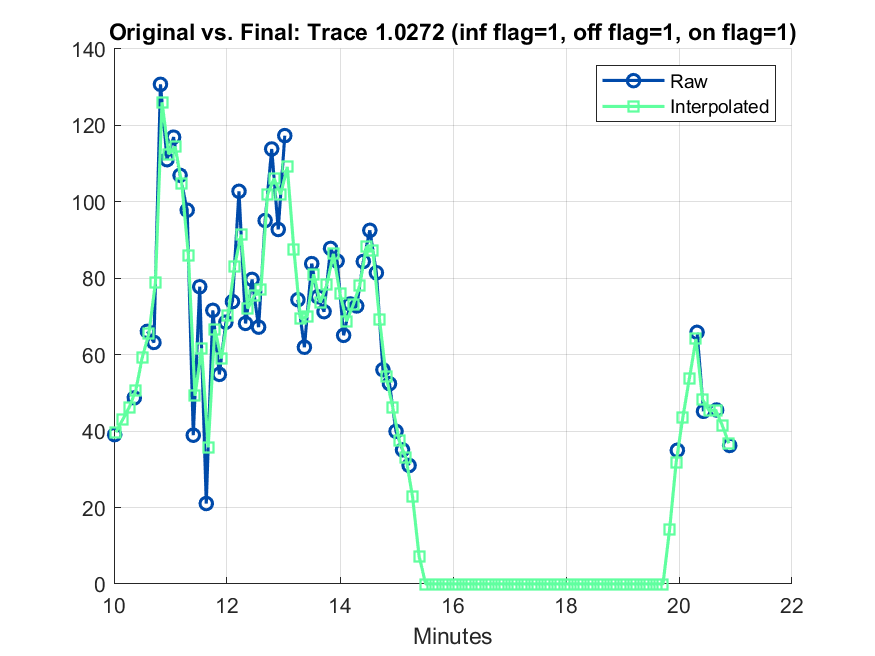 Original vs. Final: Trace 1.0272 (inf flag=1, off flag=1, on flag=1)
140
120
100
80
60
40
20
0
Raw
Interpolated
10 12 14 16 18 20 22
Minutes